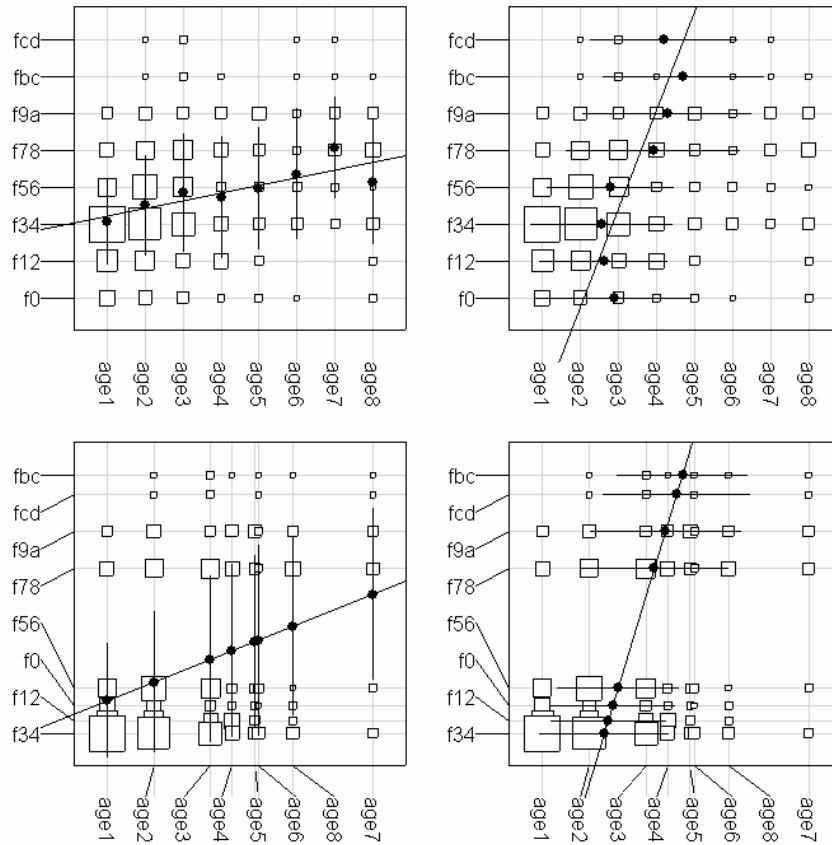 fcd
fbc
f9a
f78
f56
f34
f12
f0
age1 age2 age3 age4 age5 age6 age7 age8
age1 age2 age3 age4 age5 age6 age7 age8
fcd
fbc
f9a
f78
f56
f34
f12
f0
fbc
fcd
f9a
f78
f56
f0
f12
f34
age1 age2 age3 age4 age5 age6 age8 age7
fbc
fcd
f9a
f78
f56
f0
f12
f34
age1 age2 age3 age4 age5 age6 age8 age7